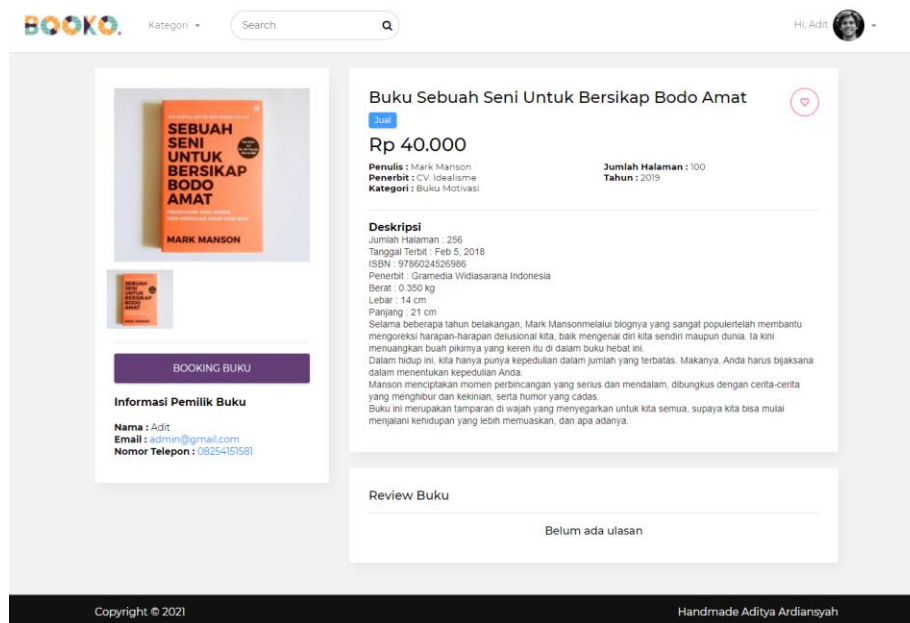 BOOKO.
Kategori
Search
Hi, Adit
SEBUAH
SENI
UNTUK
BERSIKAP
BODO
AMAT
MARK MANSON
SEBUAH
SENI
UNTUK
BERSIKAP
BODO
AMAT
BOOKING BUKU
Informasi Pemilik Buku
Nama : Adit
Email : admin@gmail.com
Nomor Telepon : 08254151581
Buku Sebuah Seni Untuk Bersikap Bodo Amat
Jual
Rp 40.000
Penulis : Mark Manson
Penerbit : CV. Idealisme
Kategori : Buku Motivasi
Jumlah Halaman : 100
Tahun : 2019
Deskripsi
Jumlah Halaman : 256
Tanggal Terbit : Feb 5, 2018
ISBN : 9786024526986
Penerbit : Gramedia Widiasarana Indonesia
Berat : 0.350 kg
Lebar : 14 cm
Panjang : 21 cm
Selama beberapa tahun belakangan, Mark Mansonmelalui blognya yang sangat populertelah membantu
mengoreksi harapan-harapan delusional kita, baik mengenai diri kita sendiri maupun dunia. Ia kini
menuangkan buah pikirnya yang keren itu di dalam buku hebat ini.
Dalam hidup ini, kita hanya punya kepedulian dalam jumlah yang terbatas. Makanya, Anda harus bijaksana
dalam menentukan kepedulian Anda.
Manson menciptakan momen perbincangan yang serius dan mendalam, dibungkus dengan cerita-cerita
yang menghibur dan kekinian, serta humor yang cadas.
Buku ini merupakan tamparan di wajah yang menyegarkan untuk kita semua, supaya kita bisa mulai
menjalani kehidupan yang lebih memuaskan, dan apa adanya.
Review Buku
Belum ada ulasan
Copyright © 2021
Handmade Aditya Ardiansyah